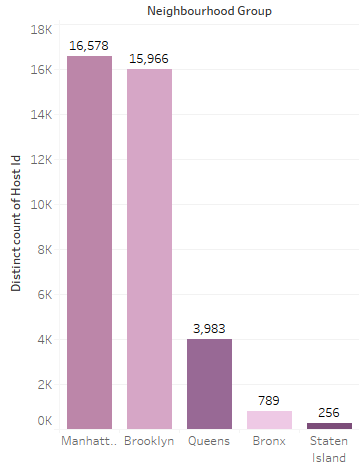 Neighbourhood Group
Distinct count of Host Id
18K
16K
14K
12K
10K
8K
6K
4K
2K
0K
16,578
15,966
3,983
789
256
Manhatt..
Brooklyn
Queens
Bronx
Staten
Island